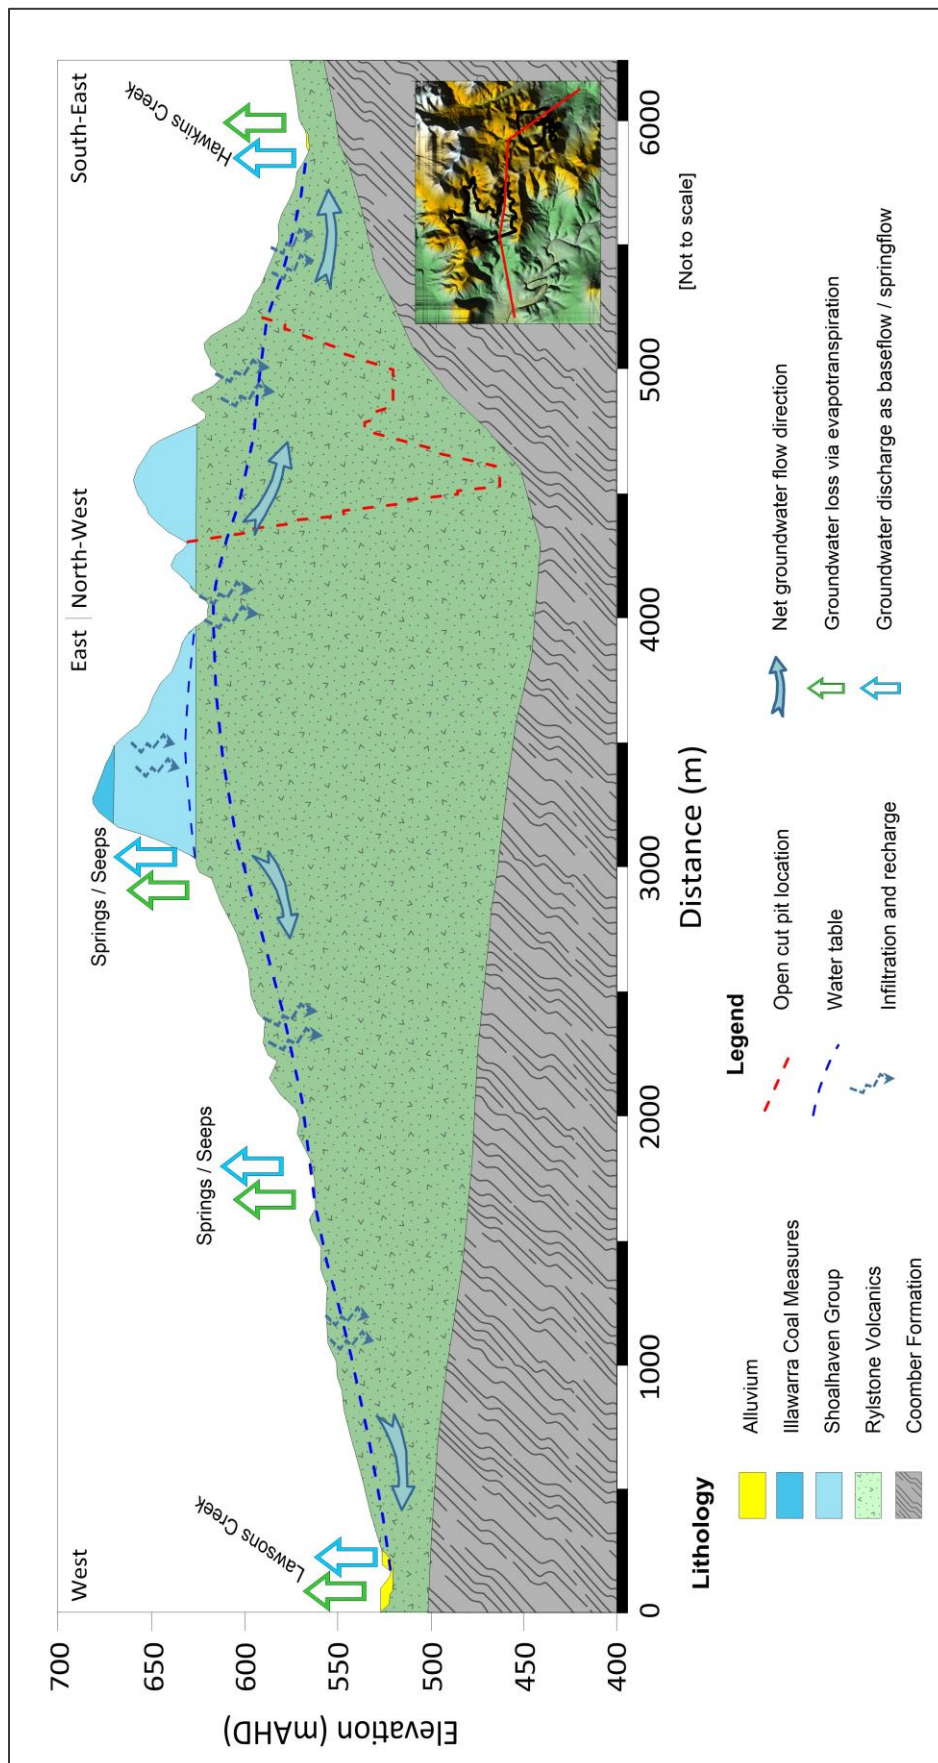 West
East
North-West
South-East
Lawsons Creek
Springs / Seeps
Springs / Seeps
Hawkins Creek
Elevation (mAHD)
700
650
600
550
500
450
400
0
1000
2000
3000
4000
5000
6000
Distance (m)
[Not to scale]
Lithology
Alluvium
Illawarra Coal Measures
Shoalhaven Group
Rylstone Volcanics
Coomber Formation
Legend
Open cut pit location
Water table
Infiltration and recharge
Net groundwater flow direction
Groundwater loss via evapotranspiration
Groundwater discharge as baseflow / springflow